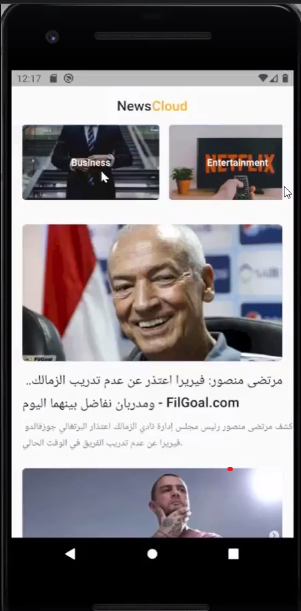 12:17
NewsCloud
Business
Entertainment
NETFLIX
مرتضى منصور: فيريرا اعتذر عن عدم تدريب الزمالك..
ومدربان نفاضل بينهما اليوم - FilGoal.com
كشف مرتضى منصور رئيس مجلس إدارة نادي الزمالك اعتذار البرتغالي جوزفالدو
فيريرا عن عدم تدريب الفريق في الوقت الحالي.